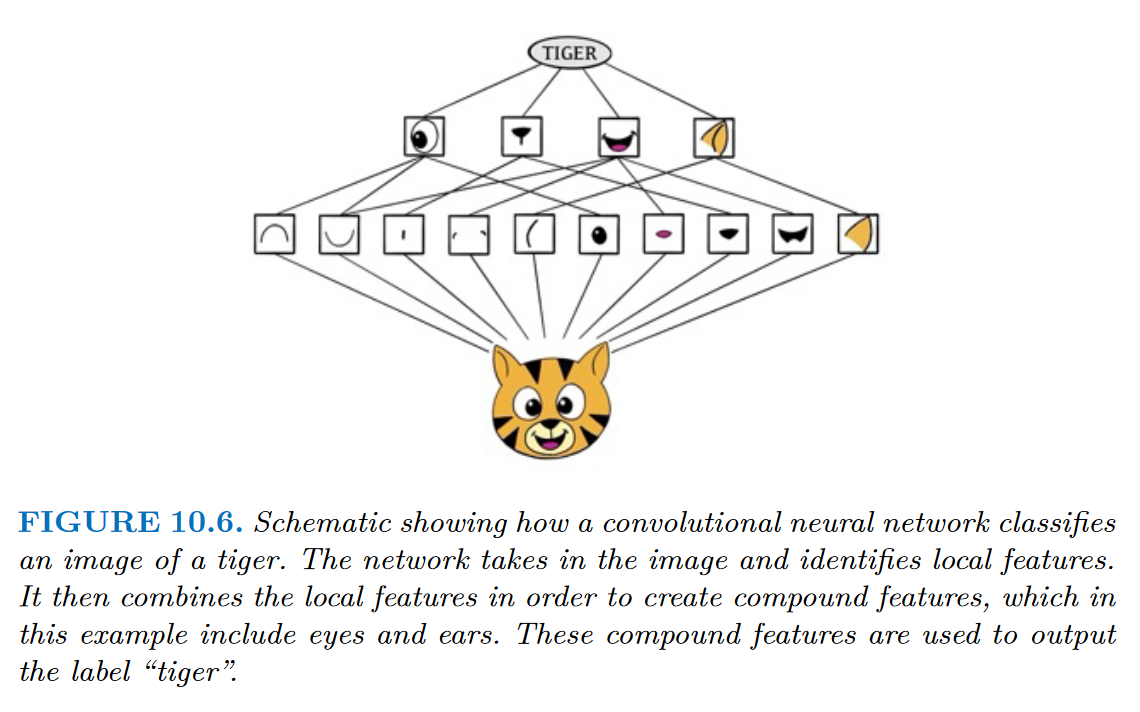 TIGER
FIGURE 10.6. Schematic showing how a convolutional neural network classifies
an image of a tiger. The network takes in the image and identifies local features.
It then combines the local features in order to create compound features, which in
this example include eyes and ears. These compound features are used to output
the label “tiger”.